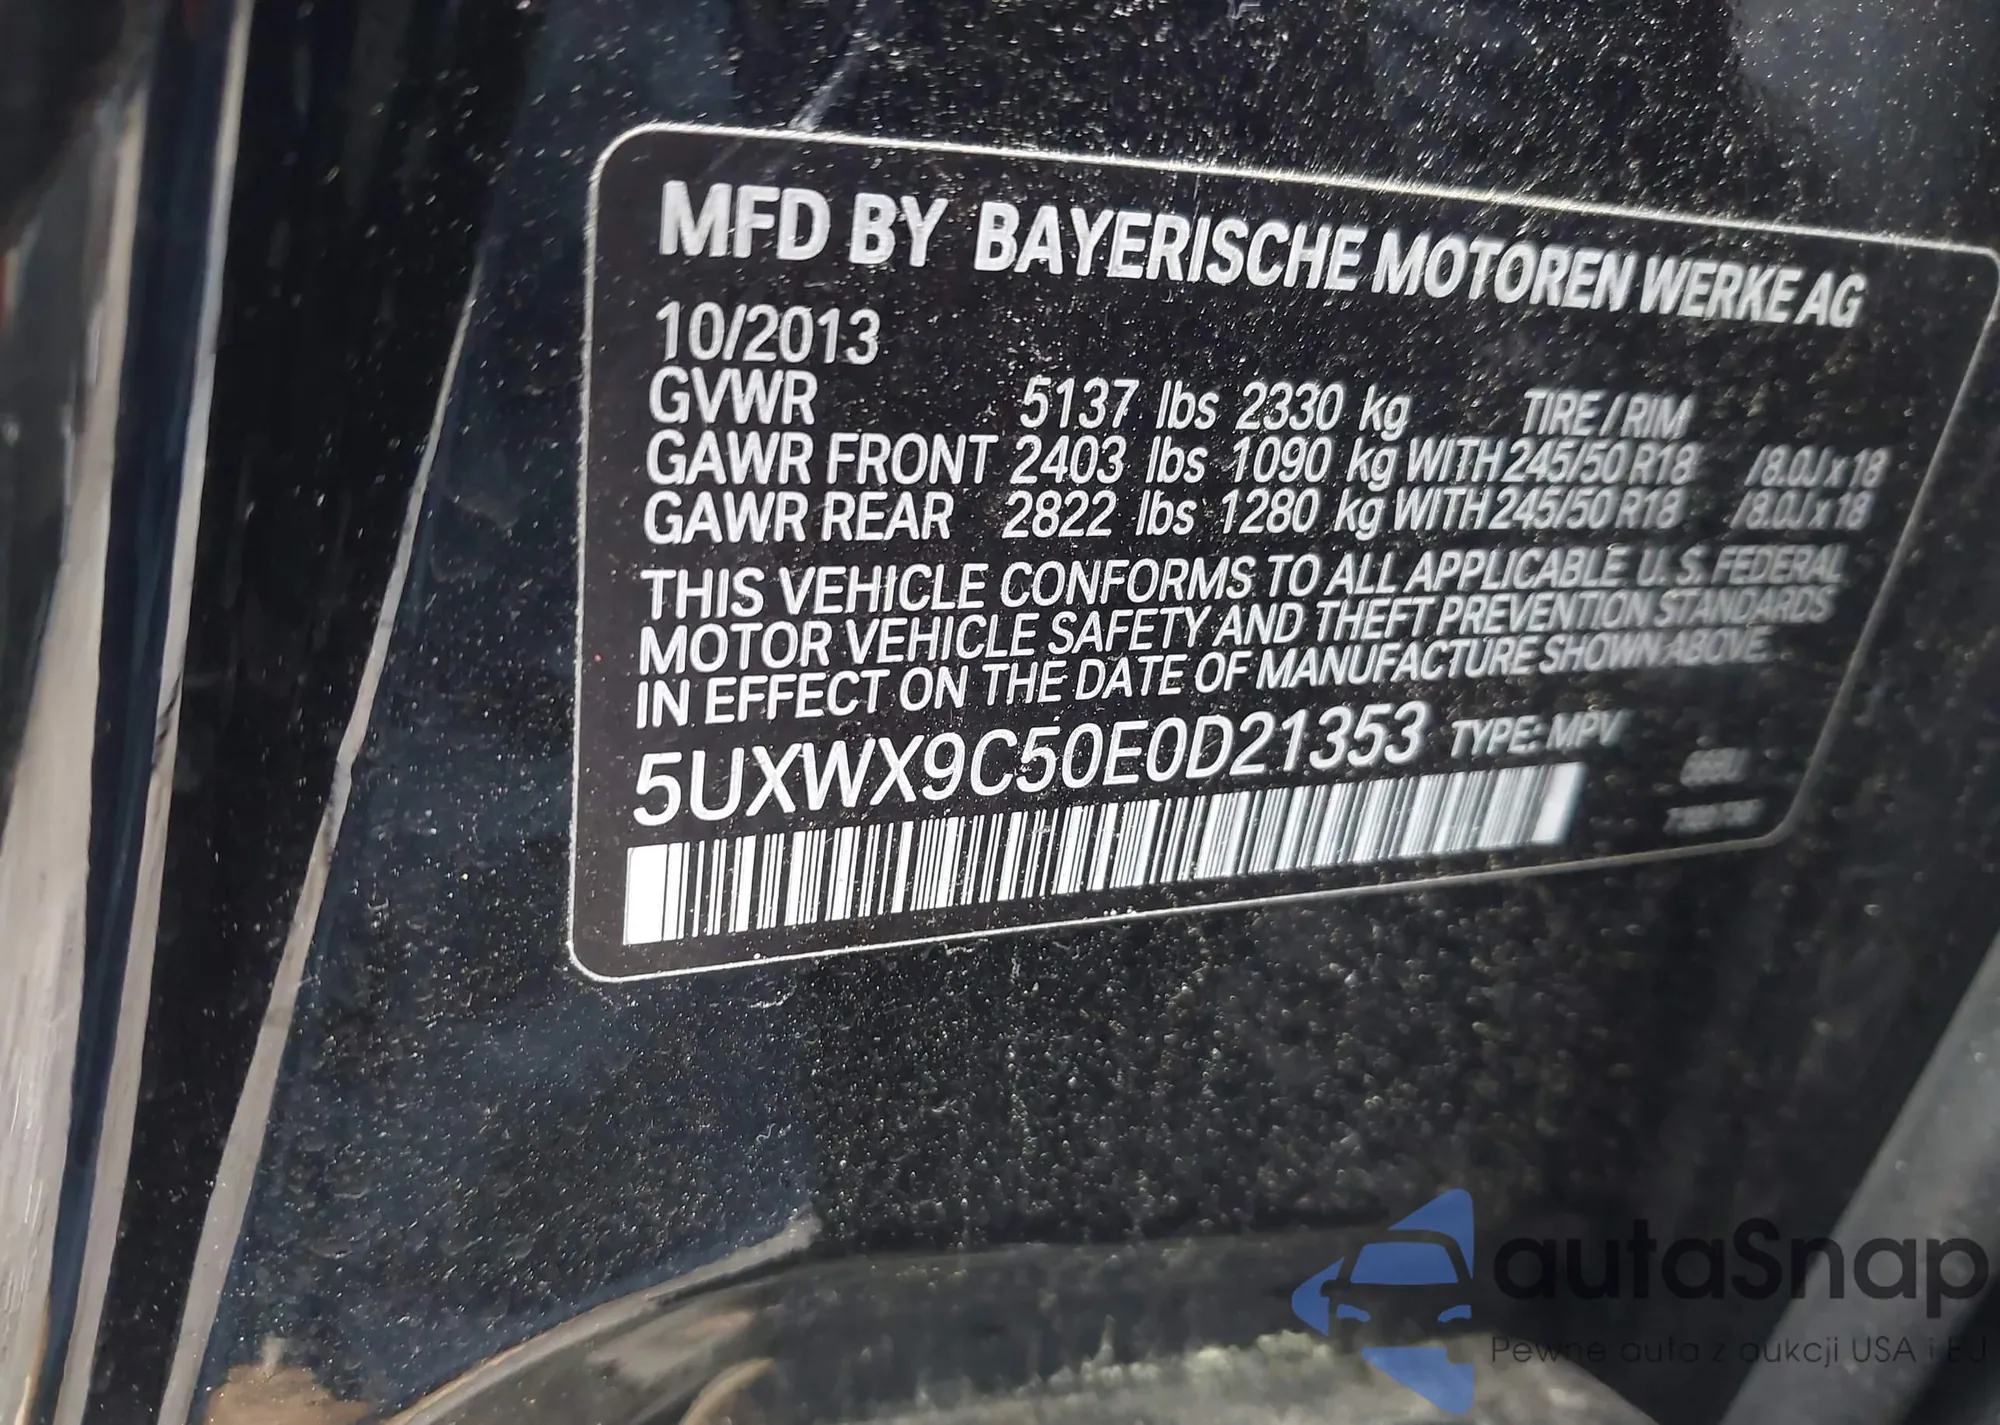 MFD BY BAYERISCHE MOTOREN WERKE AG
10/2013
GVWR 5137 lbs 2330 kg TIRE / RIM
GAWR FRONT 2403 lbs 1090 kg WITH 245/50 R18 / 8.0J x 18
GAWR REAR 2822 lbs 1280 kg WITH 245/50 R18 / 8.0J x 18
THIS VEHICLE CONFORMS TO ALL APPLICABLE U.S. FEDERAL
MOTOR VEHICLE SAFETY AND THEFT PREVENTION STANDARDS
IN EFFECT ON THE DATE OF MANUFACTURE SHOWN ABOVE.
5UXWX9C50E0D21353 TYPE: MPV
autaSnap
Pewne auta z aukcji USA i EU